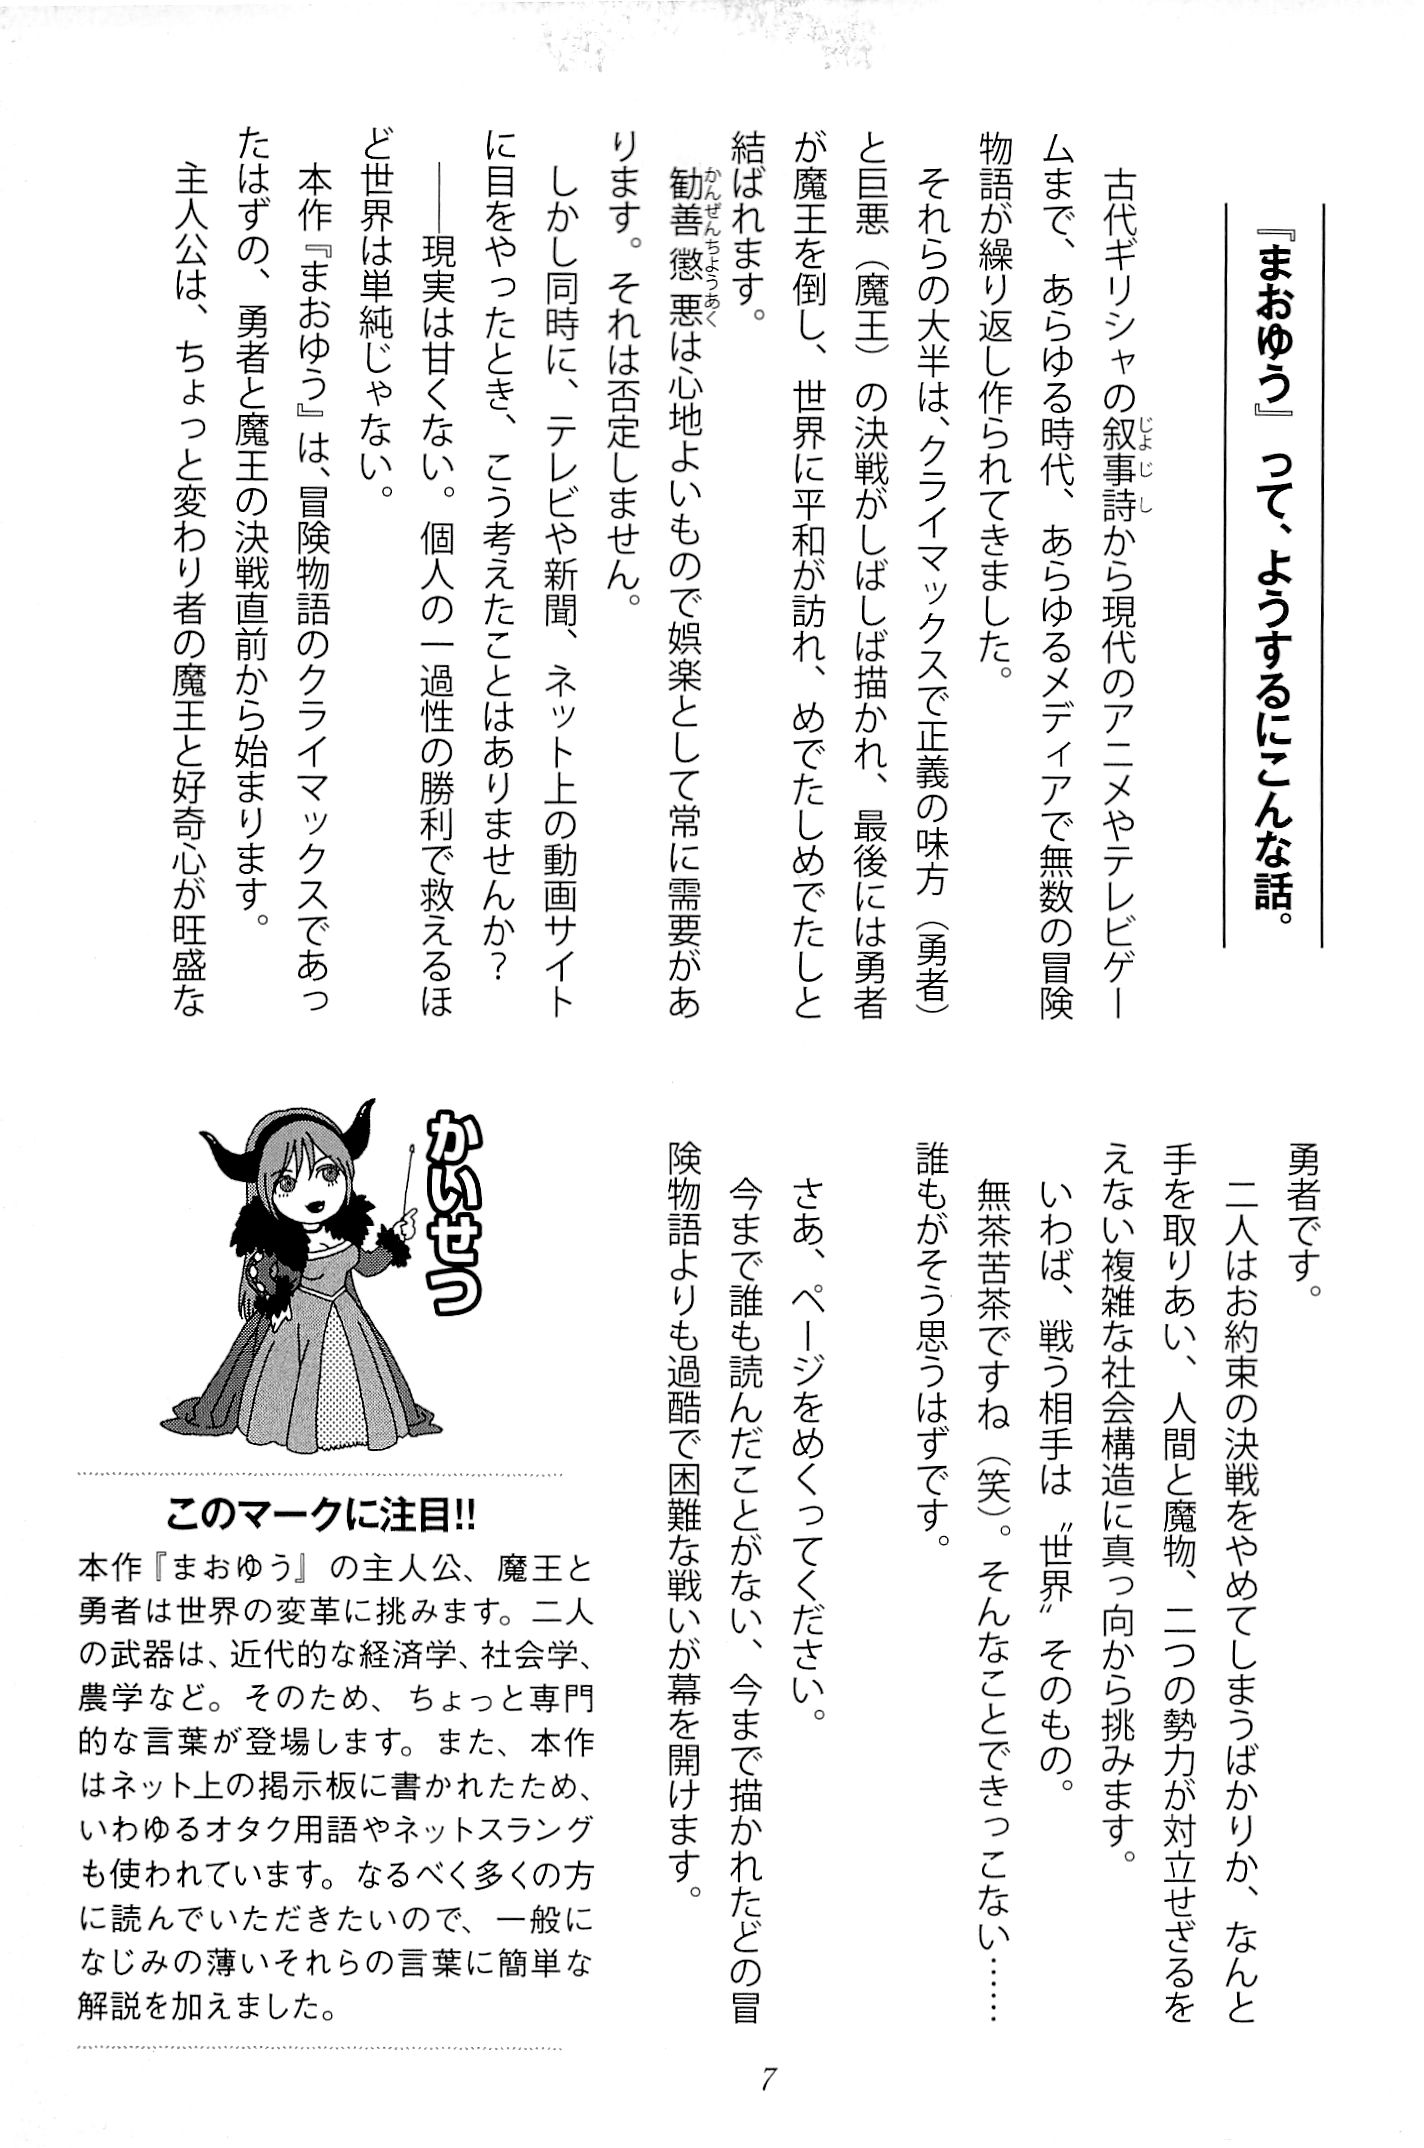 『まおゆう』って、ようするにこんな話。
古代ギリシャの叙事詩から現代のアニメやテレビゲー
ムまで、あらゆる時代、あらゆるメディアで無数の冒険
物語が繰り返し作られてきました。
それらの大半は、クライマックスで正義の味方（勇者）
と巨悪（魔王）の決戦がしばしば描かれ、最後には勇者
が魔王を倒し、世界に平和が訪れ、めでたしめでたしと
結ばれます。
勧善懲悪は心地よいもので娯楽として常に需要があ
ります。それは否定しません。
しかし同時に、テレビや新聞、ネット上の動画サイト
に目をやったとき、こう考えたことはありませんか？
――現実は甘くない。個人の一過性の勝利で救えるほ
ど世界は単純じゃない。
本作『まおゆう』は、冒険物語のクライマックスであっ
たはずの、勇者と魔王の決戦直前から始まります。
主人公は、ちょっと変わり者の魔王と好奇心が旺盛な
勇者です。
二人はお約束の決戦をやめてしまうばかりか、なんと
手を取りあい、人間と魔物、二つの勢力が対立せざるを
えない複雑な社会構造に真っ向から挑みます。
いわば、戦う相手は〝世界〟そのもの。
無茶苦茶ですね（笑）。そんなことできっこない……
誰もがそう思うはずです。
さあ、ページをめくってください。
今まで誰も読んだことがない、今まで描かれたどの冒
険物語よりも過酷で困難な戦いが幕を開けます。
かいせつ
このマークに注目!!
本作『まおゆう』の主人公、魔王と
勇者は世界の変革に挑みます。二人
の武器は、近代的な経済学、社会学、
農学など。そのため、ちょっと専門
的な言葉が登場します。また、本作
はネット上の掲示板に書かれたため、
いわゆるオタク用語やネットスラング
も使われています。なるべく多くの方
に読んでいただきたいので、一般に
なじみの薄いそれらの言葉に簡単な
解説を加えました。
7